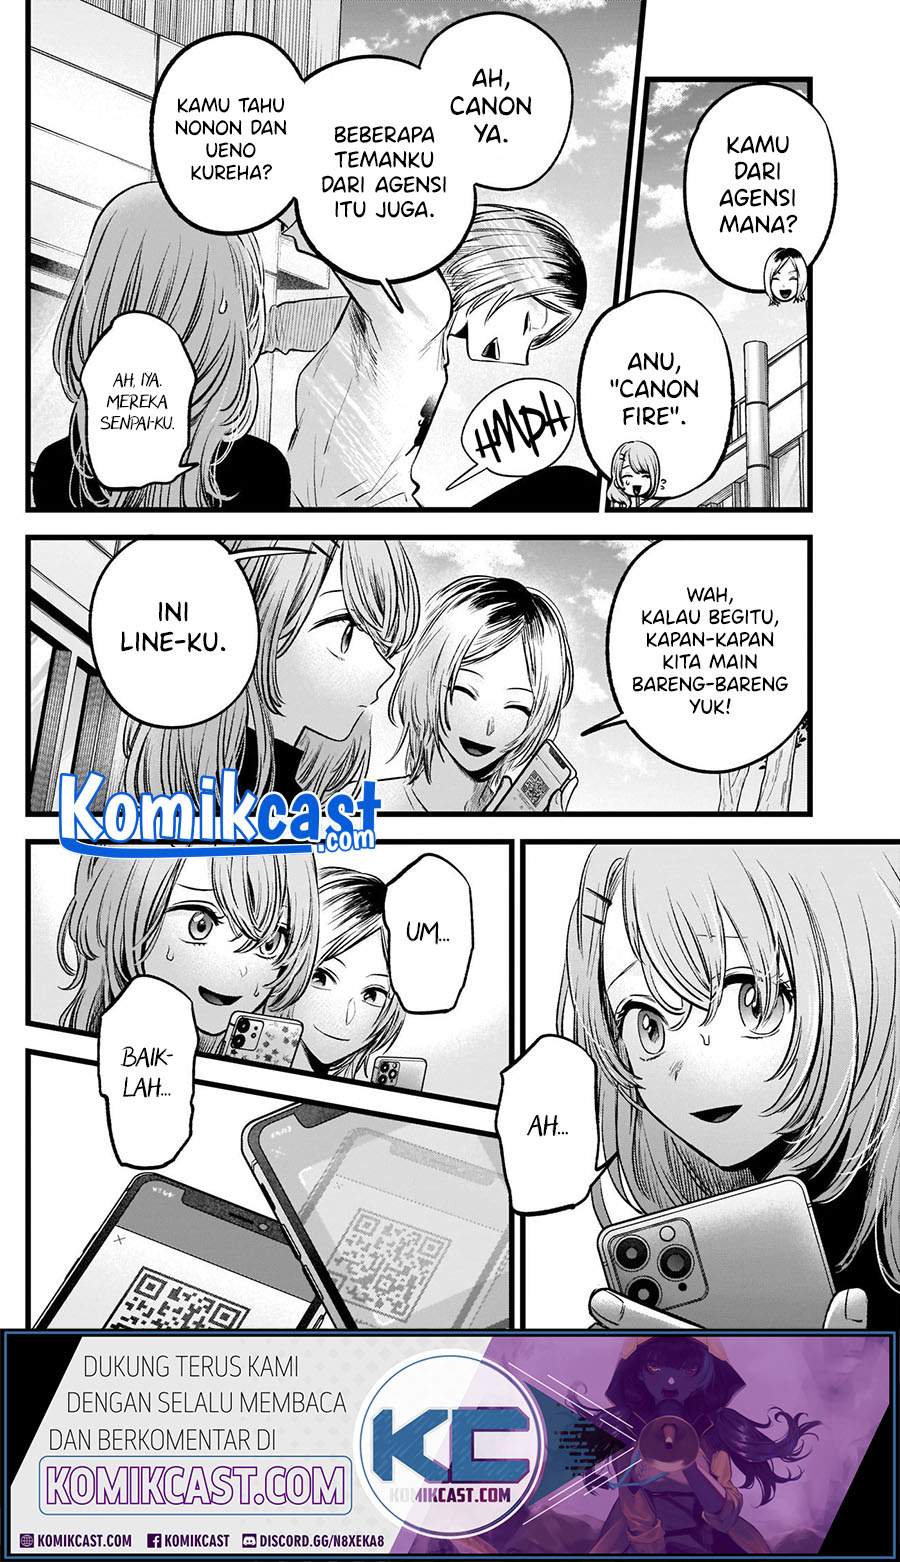 KAMU
DARI
AGENSI
MANA?
ANU,
"CANON
FIRE".
AH,
CANON
YA.
BEBERAPA
TEMANKU
DARI AGENSI
ITU JUGA.
KAMU TAHU
NONON DAN
UENO
KUREHA?
HMPH
AH, IYA.
MEREKA
SENPAI-KU.
WAH,
KALAU BEGITU,
KAPAN-KAPAN
KITA MAIN
BARENG-BARENG
YUK!
INI
LINE-KU.
Komikcast
.com
AH...
UM...
BAIK-
LAH...
DUKUNG TERUS KAMI
DENGAN SELALU MEMBACA
DAN BERKOMENTAR DI
KOMIKCAST.COM
KC
KOMIKCAST.COM
KOMIKCAST.COM
KOMIKCAST
DISCORD.GG/N8XEKA8